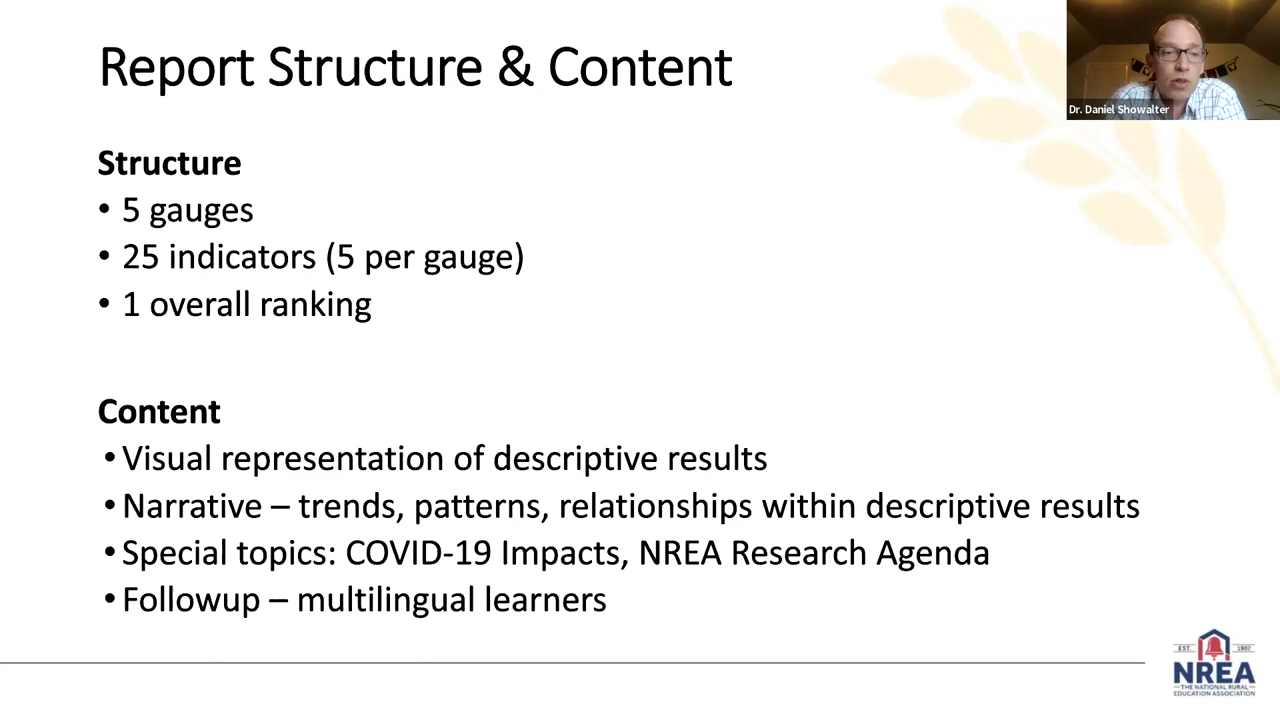 Report Structure & Content
Dr. Daniel Showalter
Structure
• 5 gauges
• 25 indicators (5 per gauge)
• 1 overall ranking
Content
• Visual representation of descriptive results
• Narrative – trends, patterns, relationships within descriptive results
• Special topics: COVID-19 Impacts, NREA Research Agenda
• Followup – multilingual learners
EST. 1907
NREA
THE NATIONAL RURAL
EDUCATION ASSOCIATION